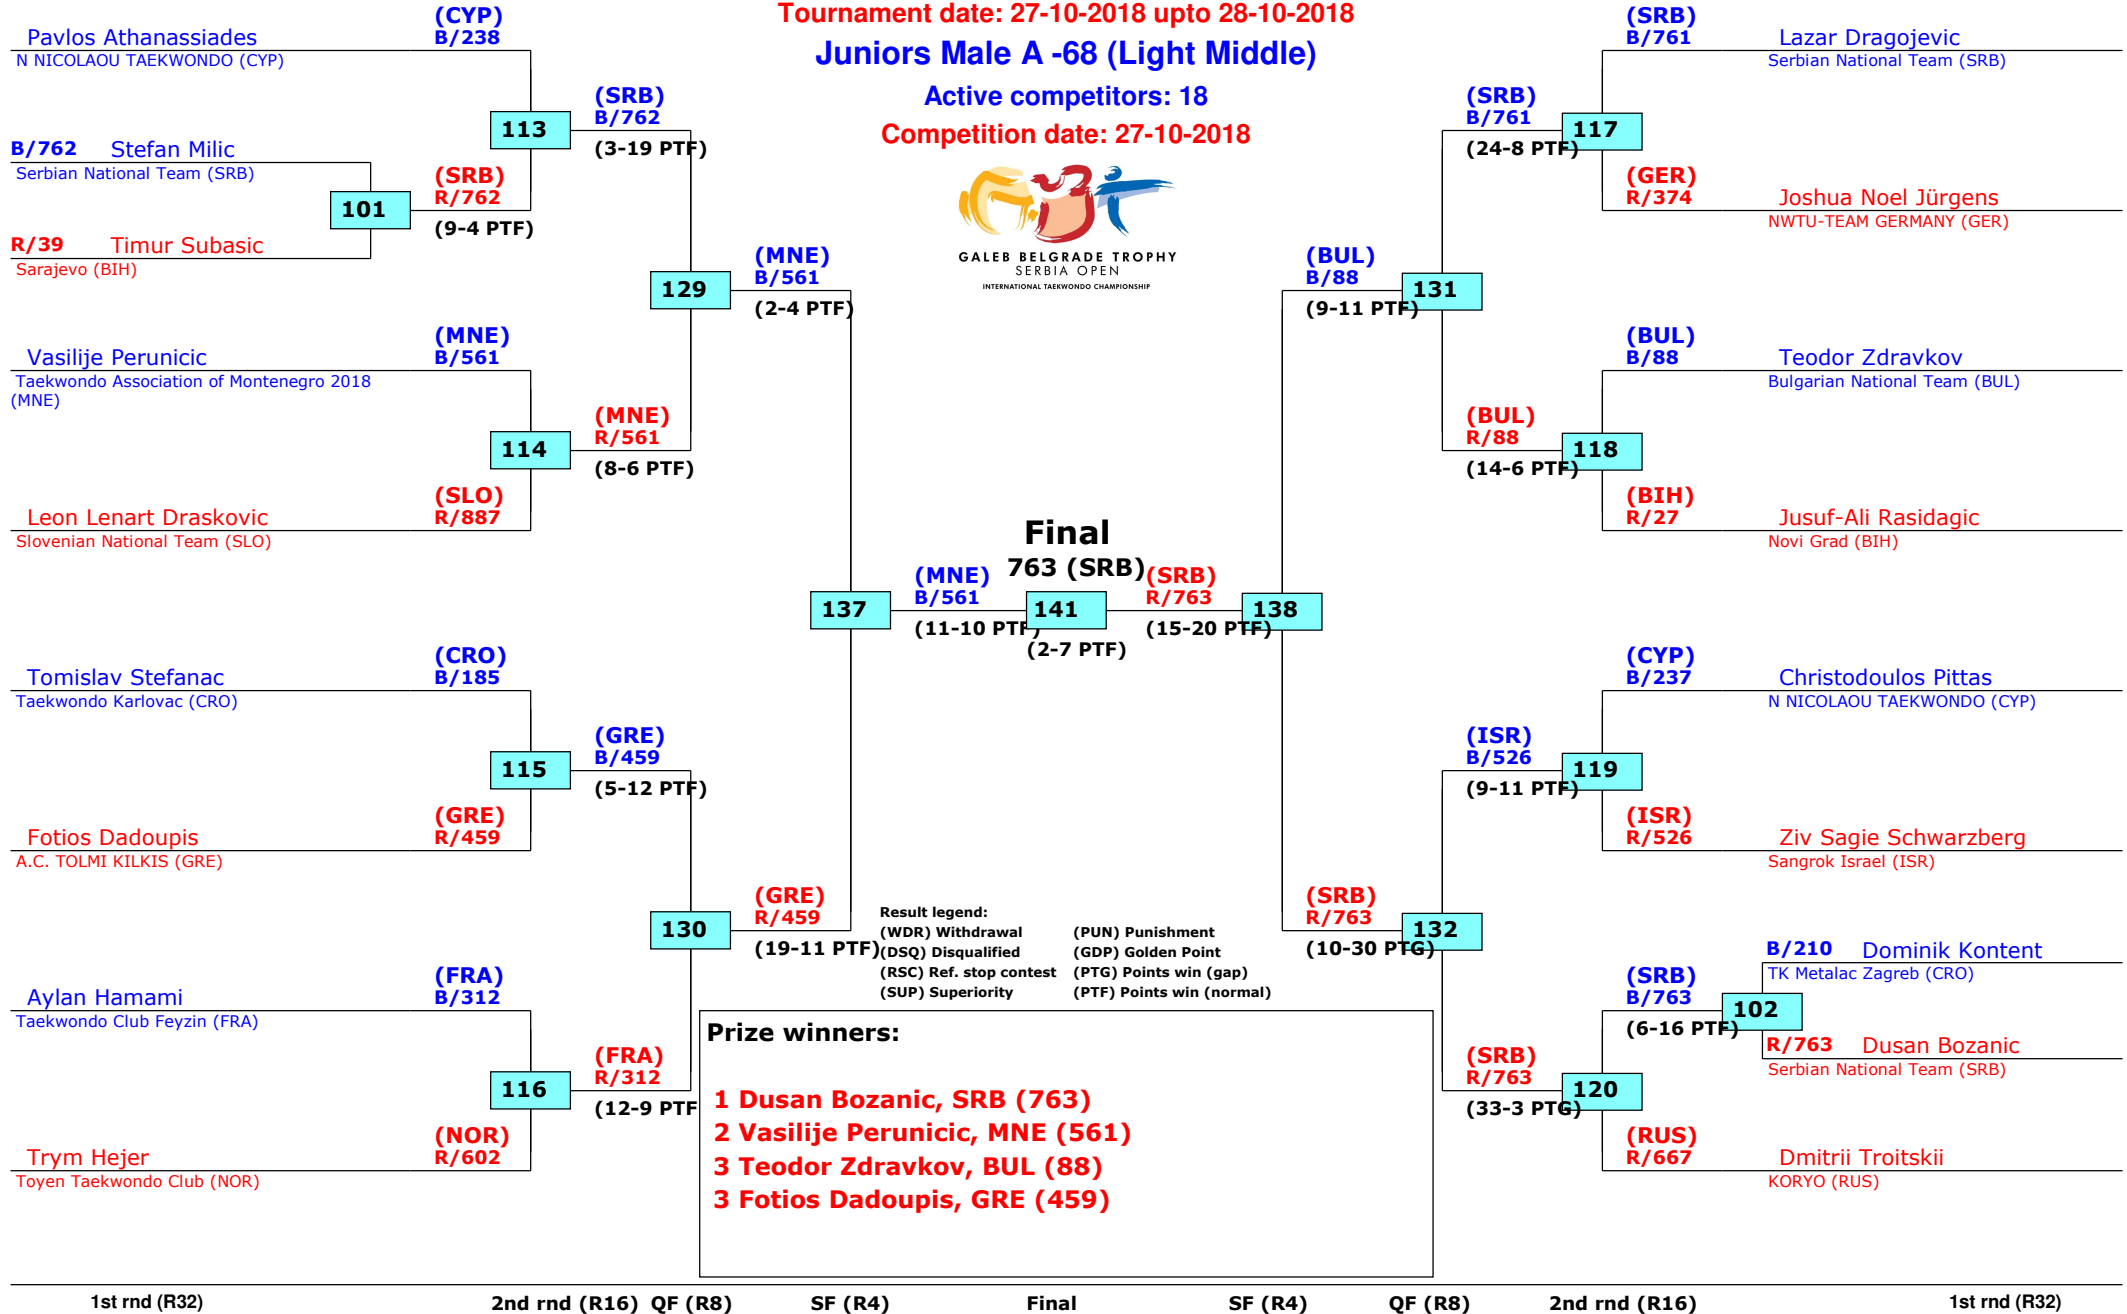 Tournament date: 27-10-2018 upto 28-10-2018
Juniors Male A -68 (Light Middle)
Active competitors: 18
Competition date: 27-10-2018
GALEB BELGRADE TROPHY
SERBIA OPEN
INTERNATIONAL TAEKWONDO CHAMPIONSHIP
(CYP)
Pavlos Athanassiades B/238
N NICOLAOU TAEKWONDO (CYP)
(SRB)
113 B/762
(3-19 PTF)
B/762 Stefan Milic
Serbian National Team (SRB)
(SRB)
101 R/762
(9-4 PTF)
R/39 Timur Subasic
Sarajevo (BIH)
(MNE)
129 B/561
(2-4 PTF)
(MNE)
Vasilije Perunicic B/561
Taekwondo Association of Montenegro 2018
(MNE)
(MNE)
114 R/561
(8-6 PTF)
(SLO)
Leon Lenart Draskovic R/887
Slovenian National Team (SLO)
(MNE)
137 B/561
(11-10 PTF)
(CRO)
Tomislav Stefanac B/185
Taekwondo Karlovac (CRO)
(GRE)
115 B/459
(5-12 PTF)
(GRE)
Fotios Dadoupis R/459
A.C. TOLMI KILKIS (GRE)
(GRE)
130 R/459
(19-11 PTF)
(FRA)
Aylan Hamami B/312
Taekwondo Club Feyzin (FRA)
(FRA)
116 R/312
(12-9 PTF
(NOR)
Trym Hejer R/602
Toyen Taekwondo Club (NOR)
Final
763 (SRB)
141
(2-7 PTF)
(SRB)
B/761 Lazar Dragojevic
Serbian National Team (SRB)
(SRB)
B/761 117
(24-8 PTF)
(GER)
R/374 Joshua Noel Jürgens
NWTU-TEAM GERMANY (GER)
(BUL)
B/88 131
(9-11 PTF)
(BUL)
B/88 Teodor Zdravkov
Bulgarian National Team (BUL)
(BUL)
R/88 118
(14-6 PTF)
(BIH)
R/27 Jusuf-Ali Rasidagic
Novi Grad (BIH)
(SRB)
R/763 138
(15-20 PTF)
(CYP)
B/237 Christodoulos Pittas
N NICOLAOU TAEKWONDO (CYP)
(ISR)
B/526 119
(9-11 PTF)
(ISR)
R/526 Ziv Sagie Schwarzberg
Sangrok Israel (ISR)
(SRB)
R/763 132
(10-30 PTG)
B/210 Dominik Kontent
TK Metalac Zagreb (CRO)
(SRB)
B/763 102
(6-16 PTF)
R/763 Dusan Bozanic
Serbian National Team (SRB)
(SRB)
R/763 120
(33-3 PTG)
(RUS)
R/667 Dmitrii Troitskii
KORYO (RUS)
Result legend:
(WDR) Withdrawal (PUN) Punishment
(DSQ) Disqualified (GDP) Golden Point
(RSC) Ref. stop contest (PTG) Points win (gap)
(SUP) Superiority (PTF) Points win (normal)
Prize winners:
1 Dusan Bozanic, SRB (763)
2 Vasilije Perunicic, MNE (561)
3 Teodor Zdravkov, BUL (88)
3 Fotios Dadoupis, GRE (459)
1st rnd (R32) 2nd rnd (R16) QF (R8) SF (R4) Final SF (R4) QF (R8) 2nd rnd (R16) 1st rnd (R32)